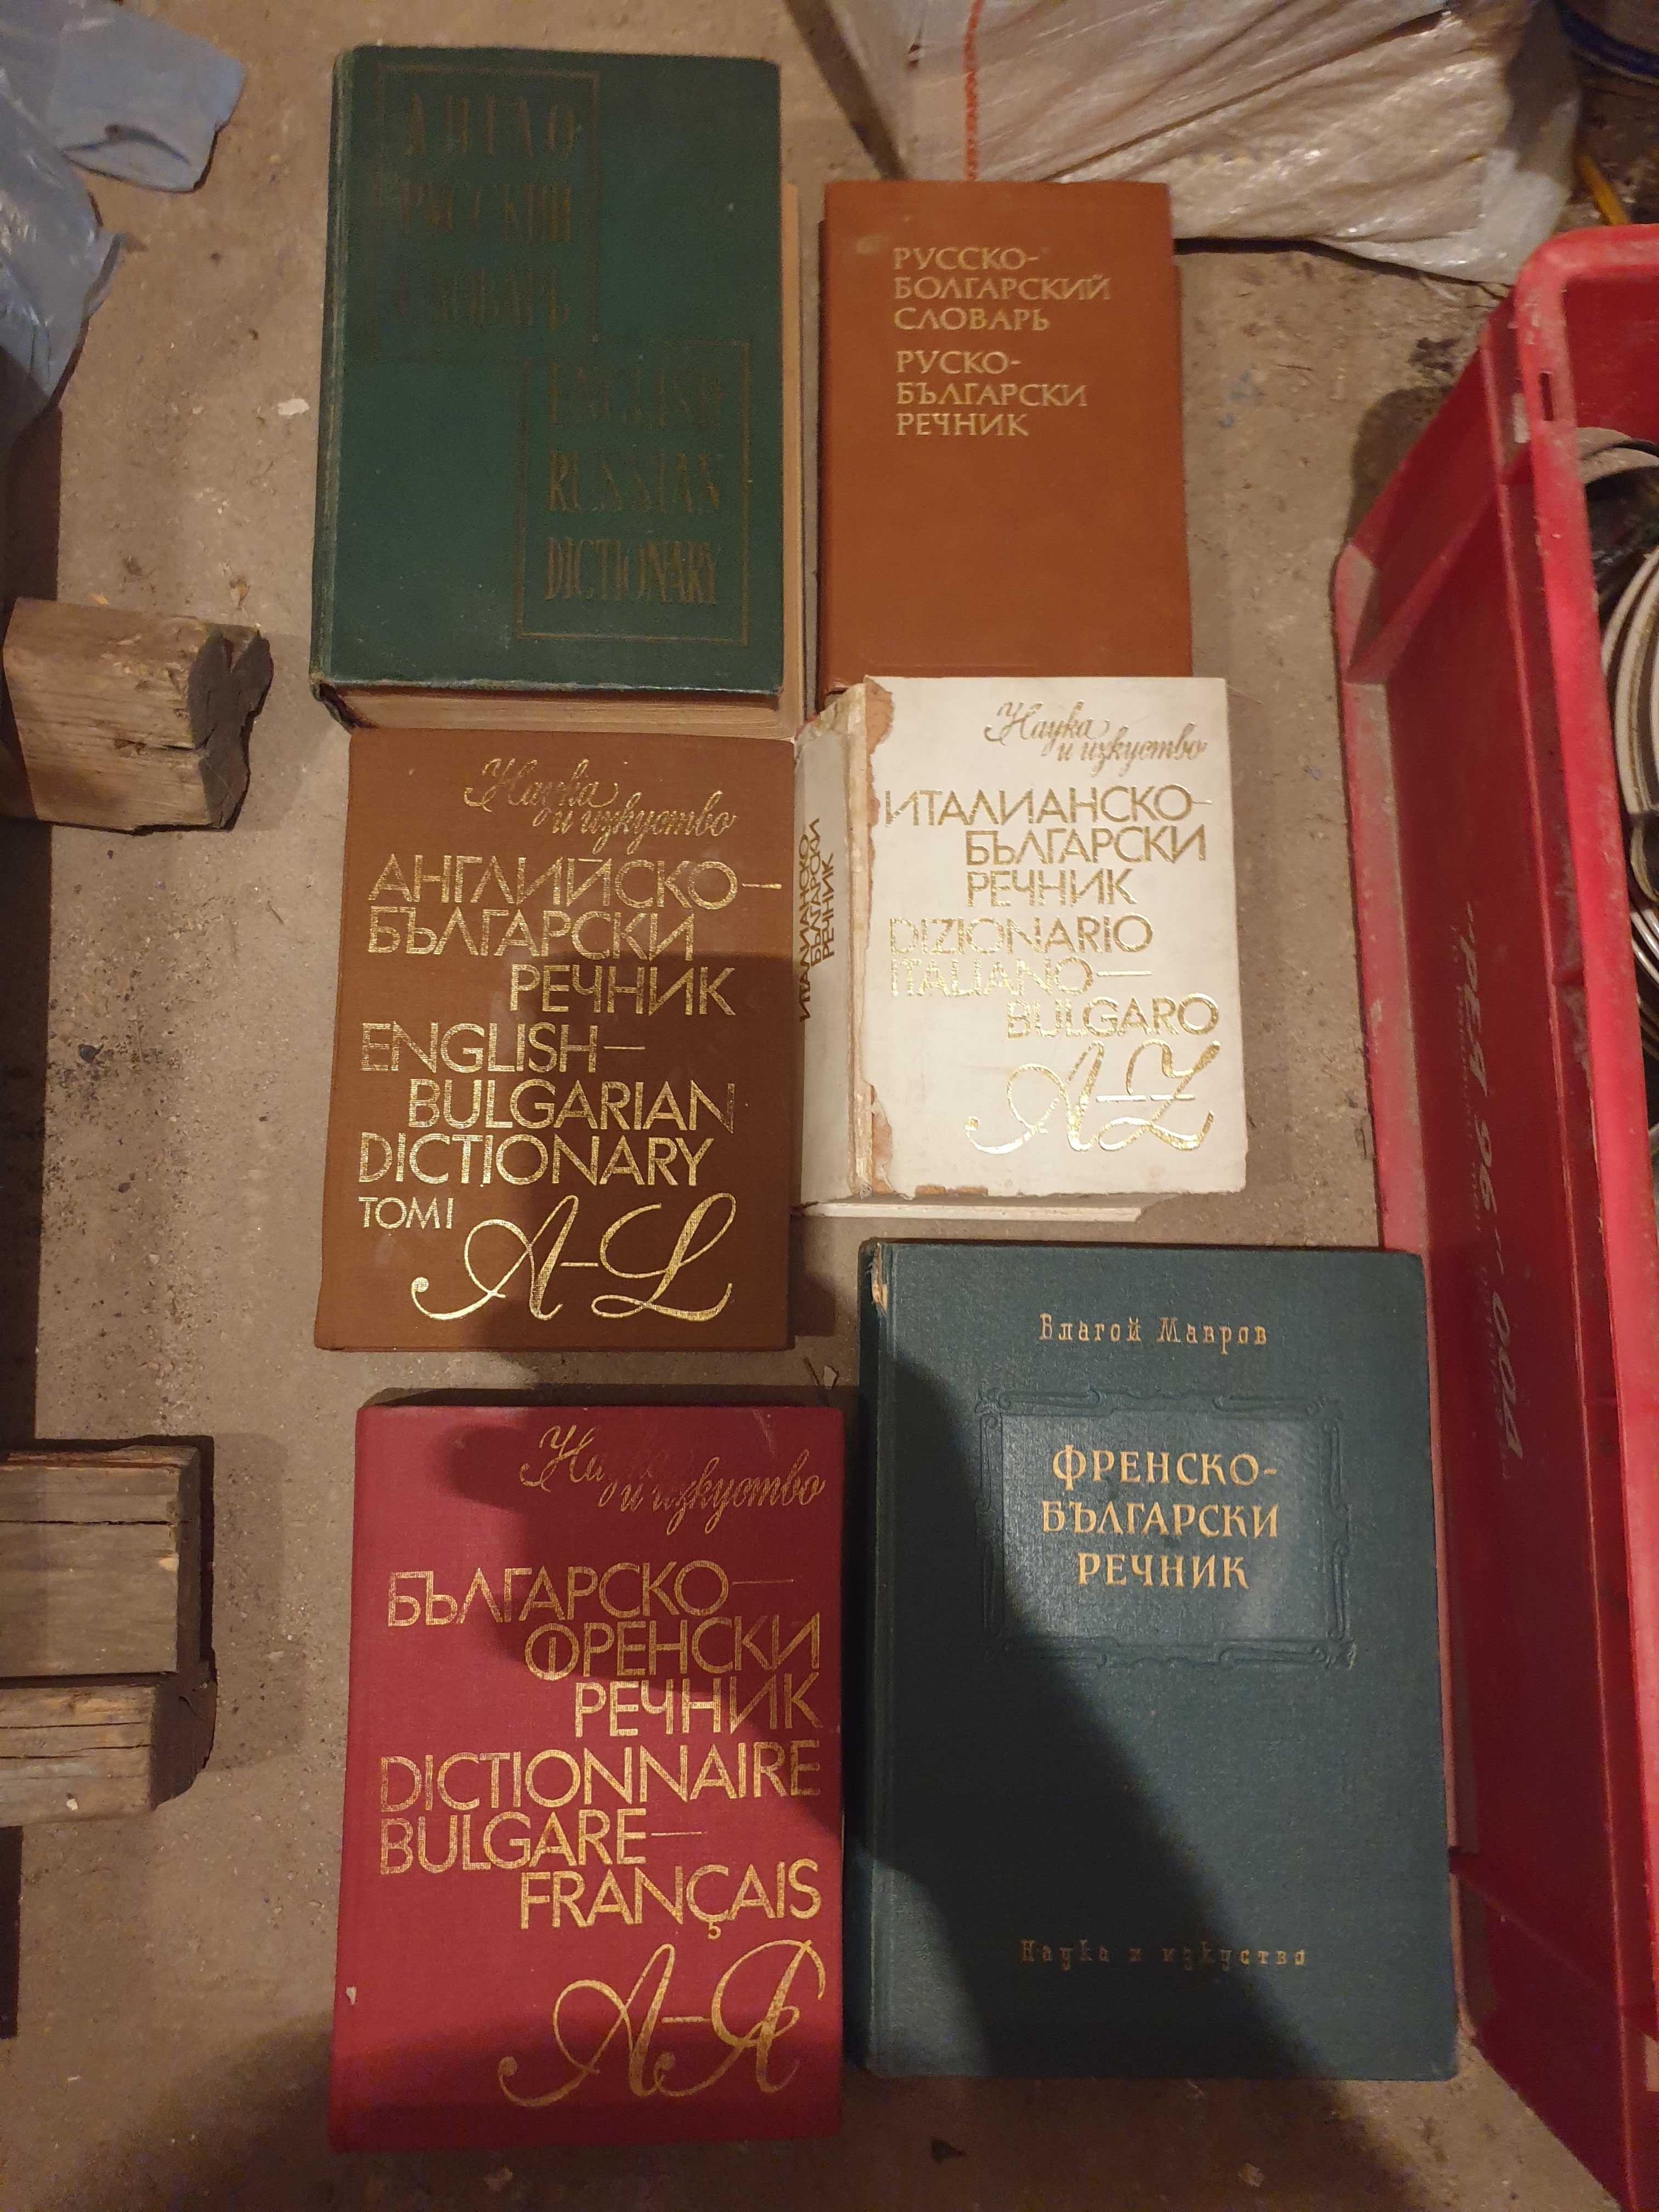 АНГЛО
РУССКИЙ
СЛОВАРЬ
ENGLISH
RUSSIAN
DICTIONARY
РУССКО-
БОЛГАРСКИЙ
СЛОВАРЬ
РУСКО-
БЪЛГАРСКИ
РЕЧНИК
Наука
и изкуство
АНГЛИЙСКО—
БЪЛГАРСКИ
РЕЧНИК
ENGLISH—
BULGARIAN
DICTIONARY
ТОМ I
A–L
ИТАЛИАНСКО
БЪЛГАРСКИ
РЕЧНИК
Наука
и изкуство
ИТАЛИАНСКО—
БЪЛГАРСКИ
РЕЧНИК
DIZIONARIO
ITALIANO—
BULGARO
A–Z
Наука
и изкуство
БЪЛГАРСКО—
ФРЕНСКИ
РЕЧНИК
DICTIONNAIRE
BULGARE—
FRANÇAIS
А–Я
Благой Мавров
ФРЕНСКО-
БЪЛГАРСКИ
РЕЧНИК
Наука и изкуство